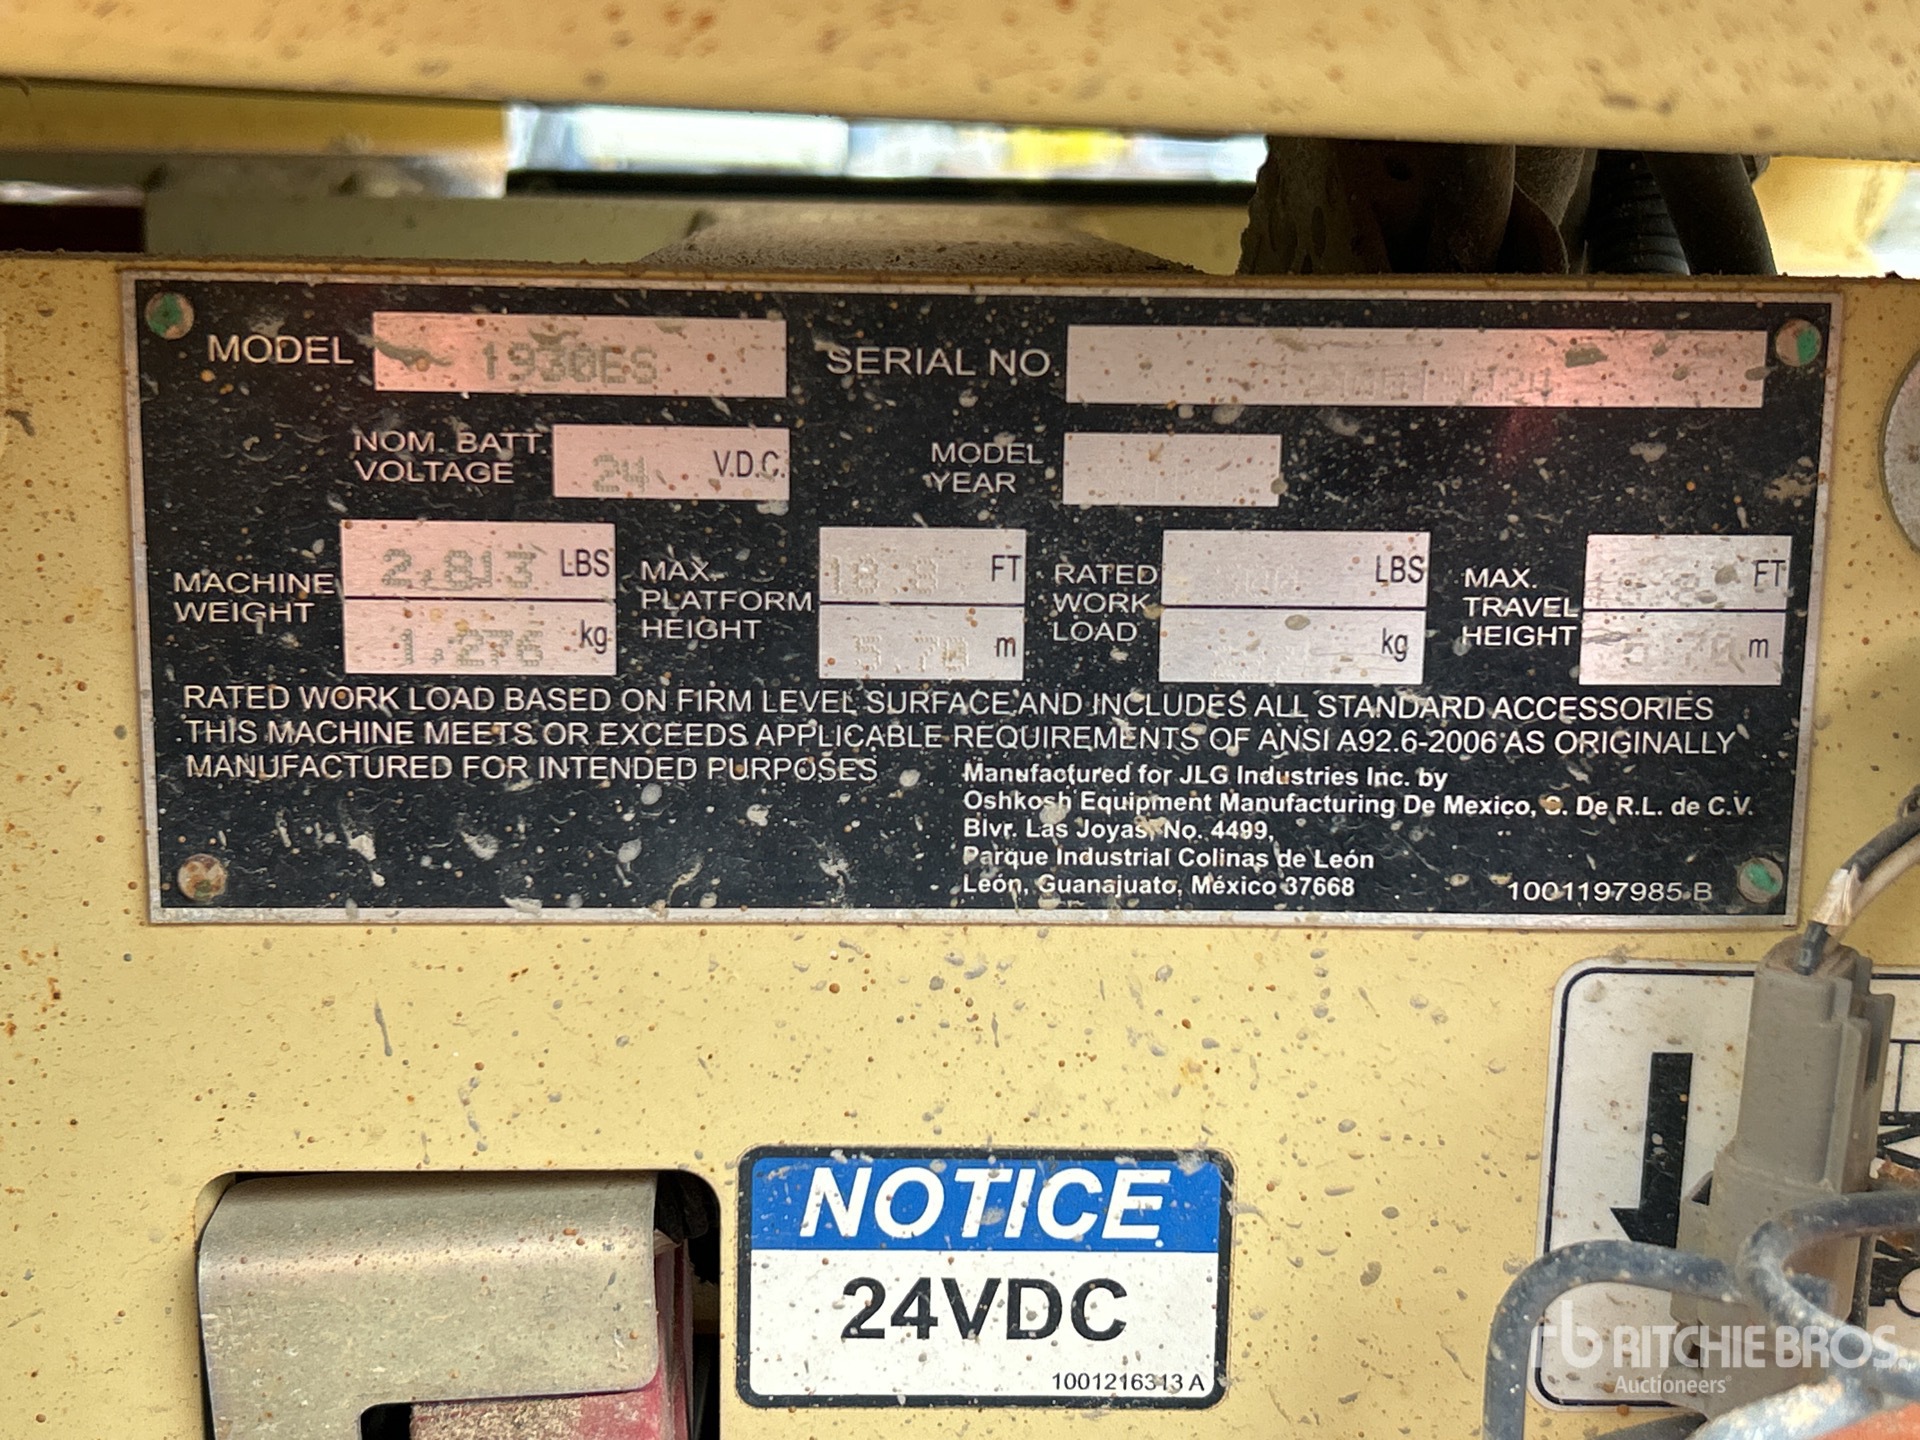 MODEL 1930ES SERIAL NO.
NOM. BATT. VOLTAGE 24. V.D.C. MODEL YEAR
MACHINE WEIGHT 2,813 LBS 1,276 kg
MAX. PLATFORM HEIGHT 18.8 FT 5.70 m
RATED WORK LOAD LBS kg
MAX. TRAVEL HEIGHT FT m
RATED WORK LOAD BASED ON FIRM LEVEL SURFACE AND INCLUDES ALL STANDARD ACCESSORIES
THIS MACHINE MEETS OR EXCEEDS APPLICABLE REQUIREMENTS OF ANSI A92.6-2006 AS ORIGINALLY
MANUFACTURED FOR INTENDED PURPOSES
Manufactured for JLG Industries Inc. by
Oshkosh Equipment Manufacturing De Mexico, S. De R.L. de C.V.
Blvr. Las Joyas, No. 4499,
Parque Industrial Colinas de León
León, Guanajuato, México 37668
1001197985 B
NOTICE
24VDC
1001216313 A
rb RITCHIE BROS.
Auctioneers